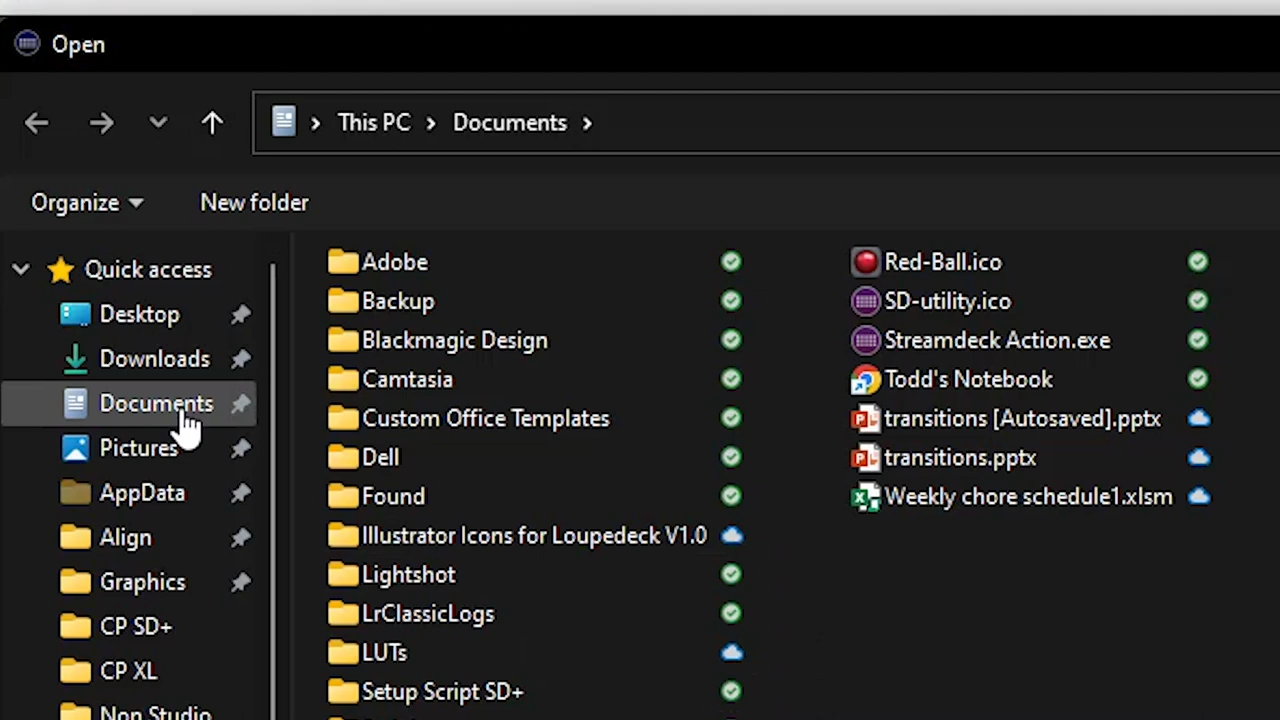 Open
This PC
Documents
Organize
New folder
Quick access
Desktop
Downloads
Documents
Pictures
AppData
Align
Graphics
CP SD+
CP XL
Non Studio
Adobe
Backup
Blackmagic Design
Camtasia
Custom Office Templates
Dell
Found
Illustrator Icons for Loupedeck V1.0
Lightshot
LrClassicLogs
LUTs
Setup Script SD+
Red-Ball.ico
SD-utility.ico
Streamdeck Action.exe
Todd's Notebook
transitions [Autosaved].pptx
transitions.pptx
Weekly chore schedule1.xlsm